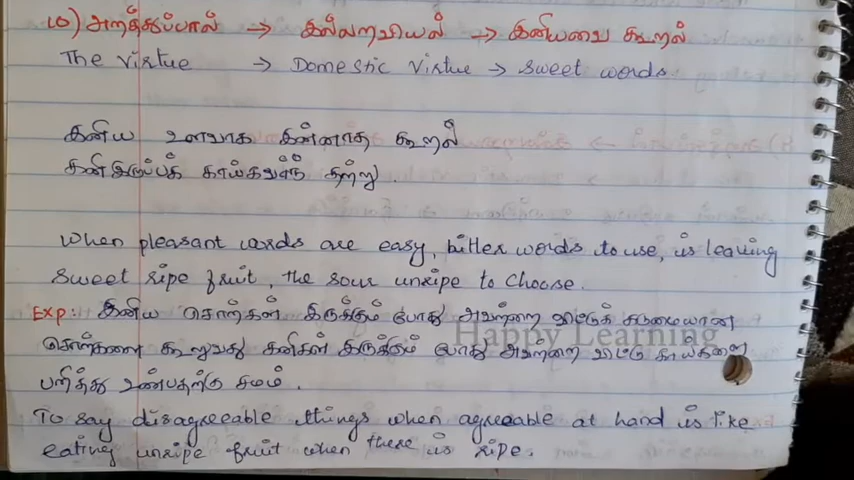 10) அறத்துப்பால் → இல்லறவியல் → இனியவை கூறல்
The Virtue → Domestic Virtue → Sweet words.
இனிய உளவாக இன்னாத கூறல்
கனிஇருப்பக் காய்கவர்ந் தற்று.
When pleasant words are easy, bitter words to use, is leaving
sweet ripe fruit, the sour unripe to choose.
Exp: இனிய சொற்கள் இருக்கும் போது அவற்றை விட்டுக் கடுமையான
சொற்களை கூறுவது கனிகள் இருக்கும் போது அவற்றை விட்டு காய்களை
பறித்து உண்பதற்கு சமம்.
Happy Learning
To say disagreeable things when agreeable at hand is like
eating unripe fruit when there is ripe.